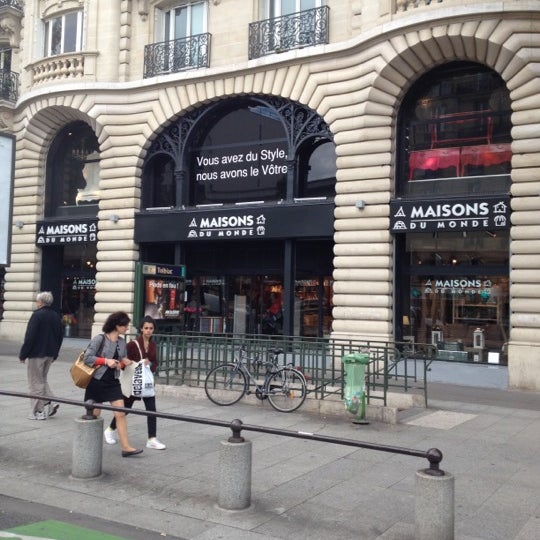 Vous avez du Style,
nous avons le Vôtre
MAISONS
DU MONDE
MAISONS
DU MONDE
MAISONS
DU MONDE
MAISONS
DU MONDE
MAISONS
DU MONDE
Tolbiac